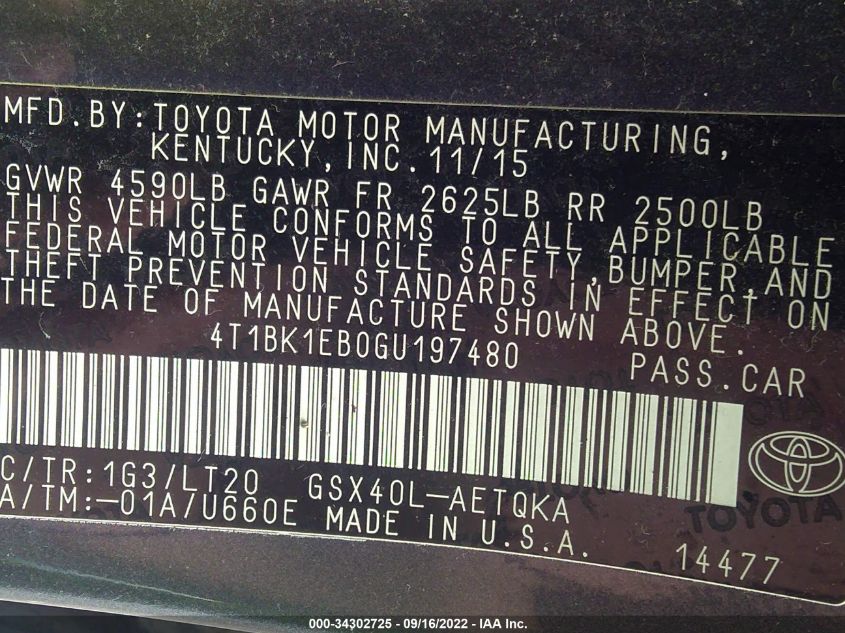 MFD.BY:TOYOTA MOTOR MANUFACTURING,
KENTUCKY,INC.11/15
GVWR 4590LB GAWR FR 2625LB RR 2500LB
THIS VEHICLE CONFORMS TO ALL APPLICABLE
FEDERAL MOTOR VEHICLE SAFETY,BUMPER,AND
THEFT PREVENTION STANDARDS IN EFFECT ON
THE DATE OF MANUFACTURE SHOWN ABOVE.
4T1BK1EB0GU197480 PASS.CAR
C/TR:1G3/LT20 GSX40L-AETQKA
A/TM:-01A/U660E MADE IN U.S.A.
TOYOTA
14477
000-34302725 - 09/16/2022 - IAA Inc.